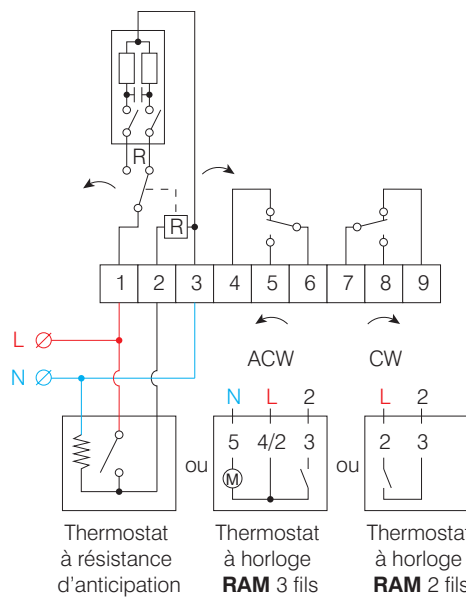 R
R
1 2 3 4 5 6 7 8 9
L
ACW CW
N
N L 2 L 2
5 4/2 3 2 3
ou ou
M
Thermostat
à résistance
d'anticipation
Thermostat
à horloge
RAM 3 fils
Thermostat
à horloge
RAM 2 fils